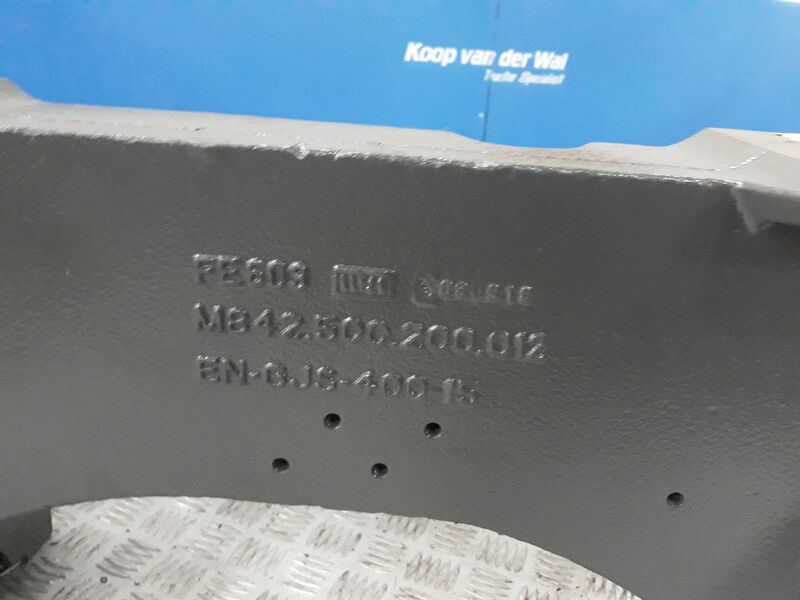 Koop van der Wal
Tractor Specialist
FE609
M842.500.200.012
EN-GJS-400-15